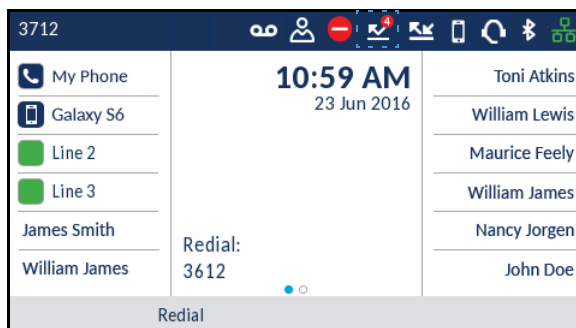 3712
4
My Phone
Galaxy S6
Line 2
Line 3
James Smith
William James
10:59 AM
23 Jun 2016
Redial:
3612
Toni Atkins
William Lewis
Maurice Feely
William James
Nancy Jorgen
John Doe
Redial